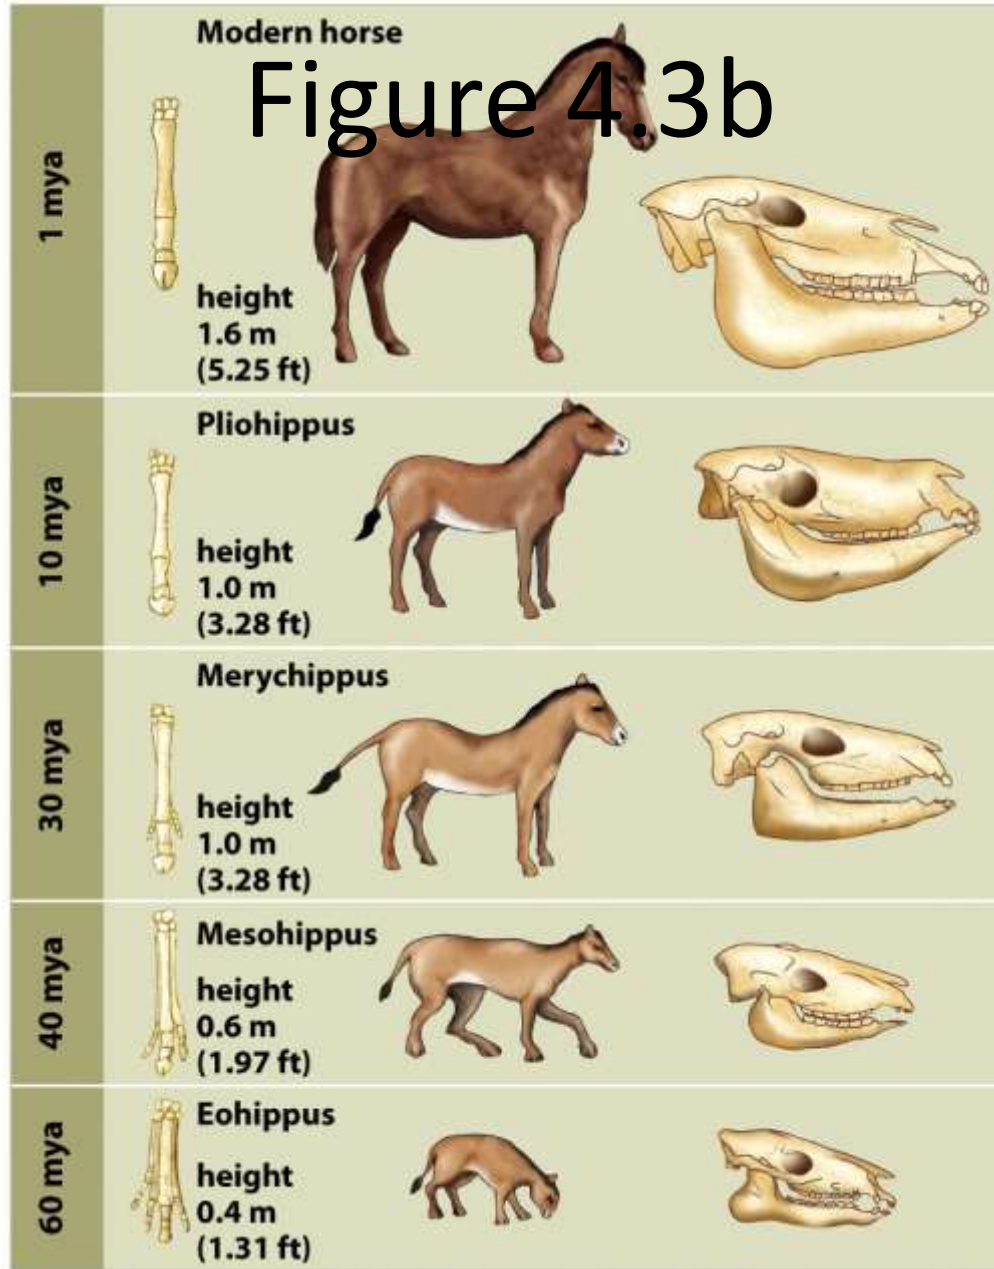 Modern horse
Figure 4.3b
1 mya
height
1.6 m
(5.25 ft)
Pliohippus
10 mya
height
1.0 m
(3.28 ft)
Merychippus
30 mya
height
1.0 m
(3.28 ft)
Mesohippus
40 mya
height
0.6 m
(1.97 ft)
Eohippus
60 mya
height
0.4 m
(1.31 ft)